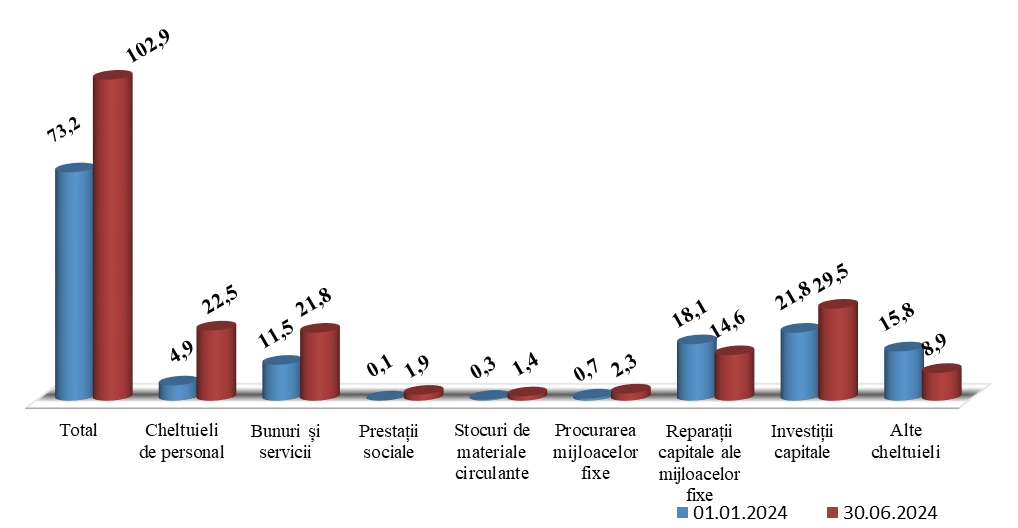 102,9
73,2
4,9
22,5
11,5
21,8
0,1
1,9
0,3
1,4
0,7
2,3
18,1
14,6
21,8
29,5
15,8
8,9
Total
Cheltuieli
de personal
Bunuri și
servicii
Prestații
sociale
Stocuri de
materiale
circulante
Procurarea
mijloacelor
fixe
Reparații
capitale ale
mijloacelor
fixe
Investiții
capitale
Alte
cheltuieli
01.01.2024
30.06.2024